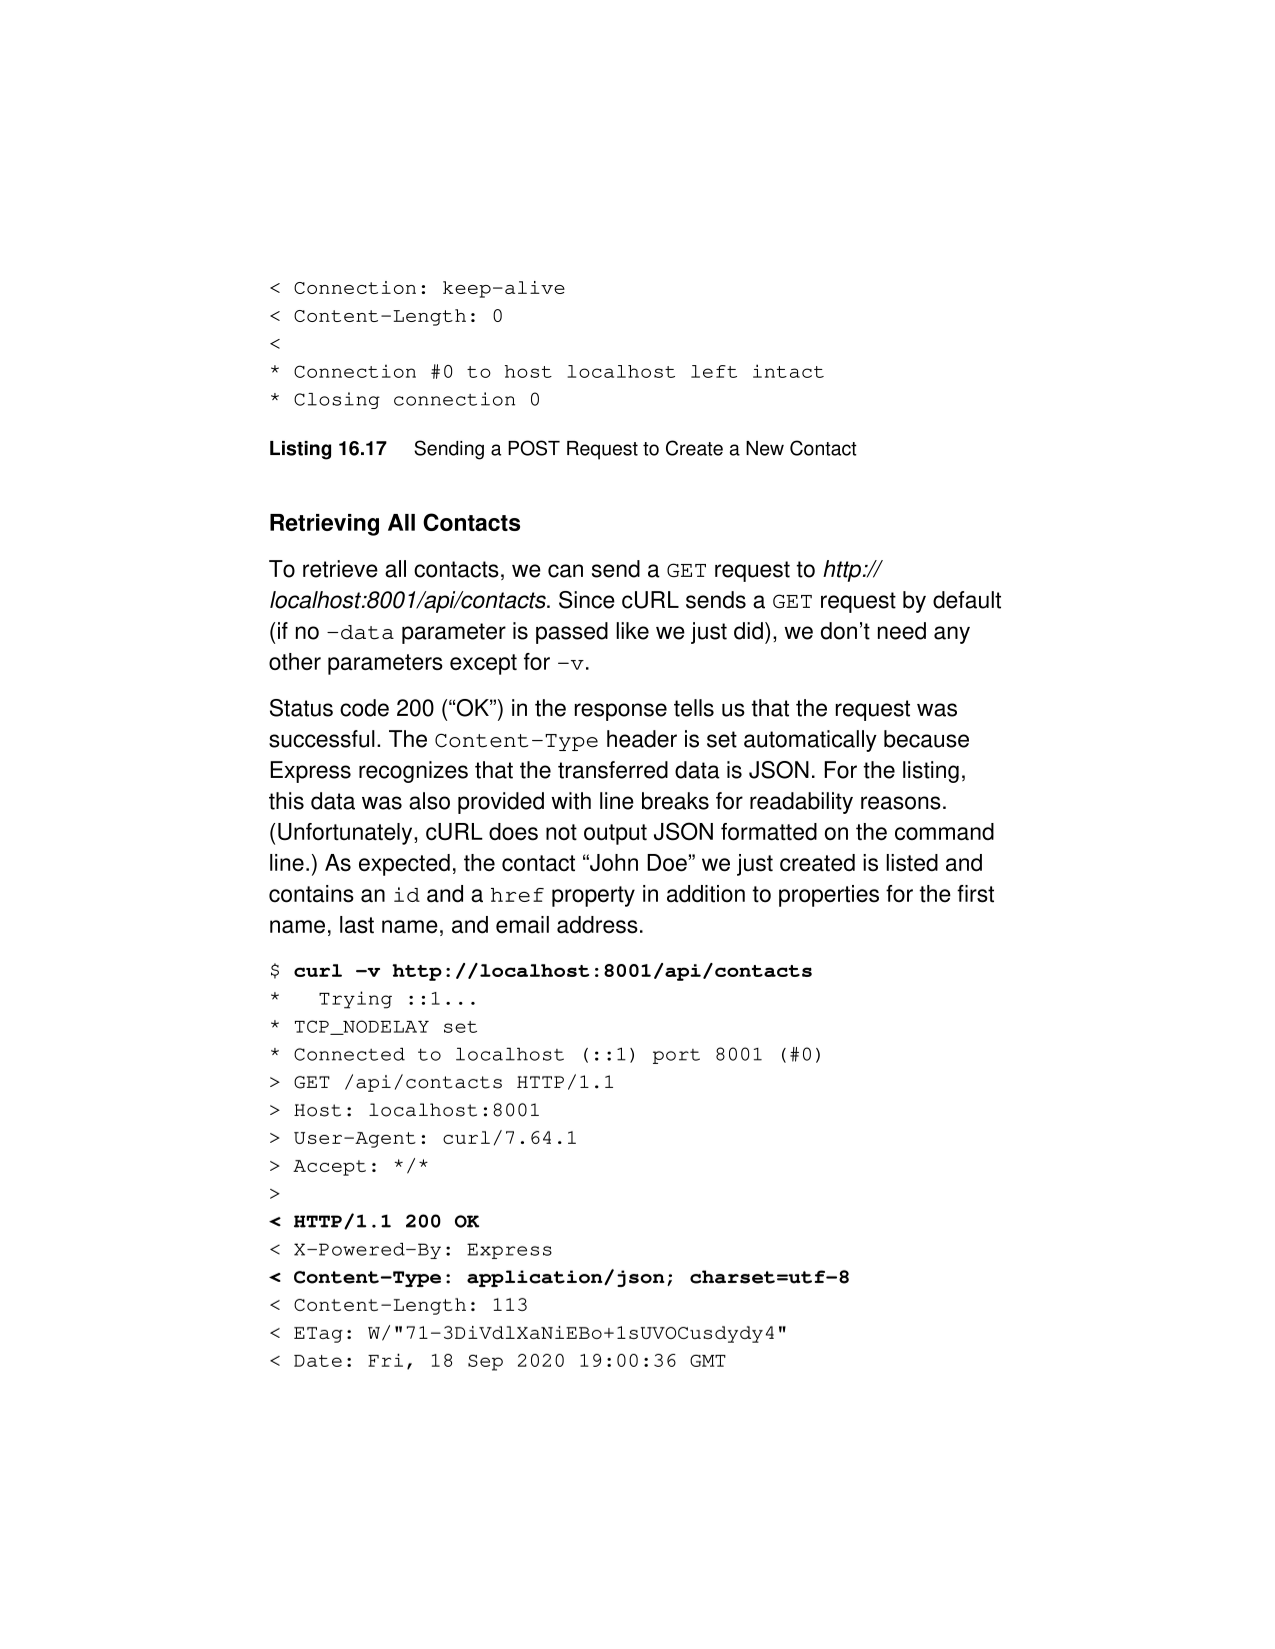 < Connection: keep-alive
< Content-Length: 0
<
* Connection #0 to host localhost left intact
* Closing connection 0
Listing 16.17 Sending a POST Request to Create a New Contact
Retrieving All Contacts
To retrieve all contacts, we can send a GET request to http://
localhost:8001/api/contacts. Since cURL sends a GET request by default
(if no -data parameter is passed like we just did), we don’t need any
other parameters except for -v.
Status code 200 (“OK”) in the response tells us that the request was
successful. The Content-Type header is set automatically because
Express recognizes that the transferred data is JSON. For the listing,
this data was also provided with line breaks for readability reasons.
(Unfortunately, cURL does not output JSON formatted on the command
line.) As expected, the contact “John Doe” we just created is listed and
contains an id and a href property in addition to properties for the first
name, last name, and email address.
$ curl -v http://localhost:8001/api/contacts
*   Trying ::1...
* TCP_NODELAY set
* Connected to localhost (::1) port 8001 (#0)
> GET /api/contacts HTTP/1.1
> Host: localhost:8001
> User-Agent: curl/7.64.1
> Accept: */*
>
< HTTP/1.1 200 OK
< X-Powered-By: Express
< Content-Type: application/json; charset=utf-8
< Content-Length: 113
< ETag: W/"71-3DiVdlXaNiEBo+1sUVOCusdydy4"
< Date: Fri, 18 Sep 2020 19:00:36 GMT